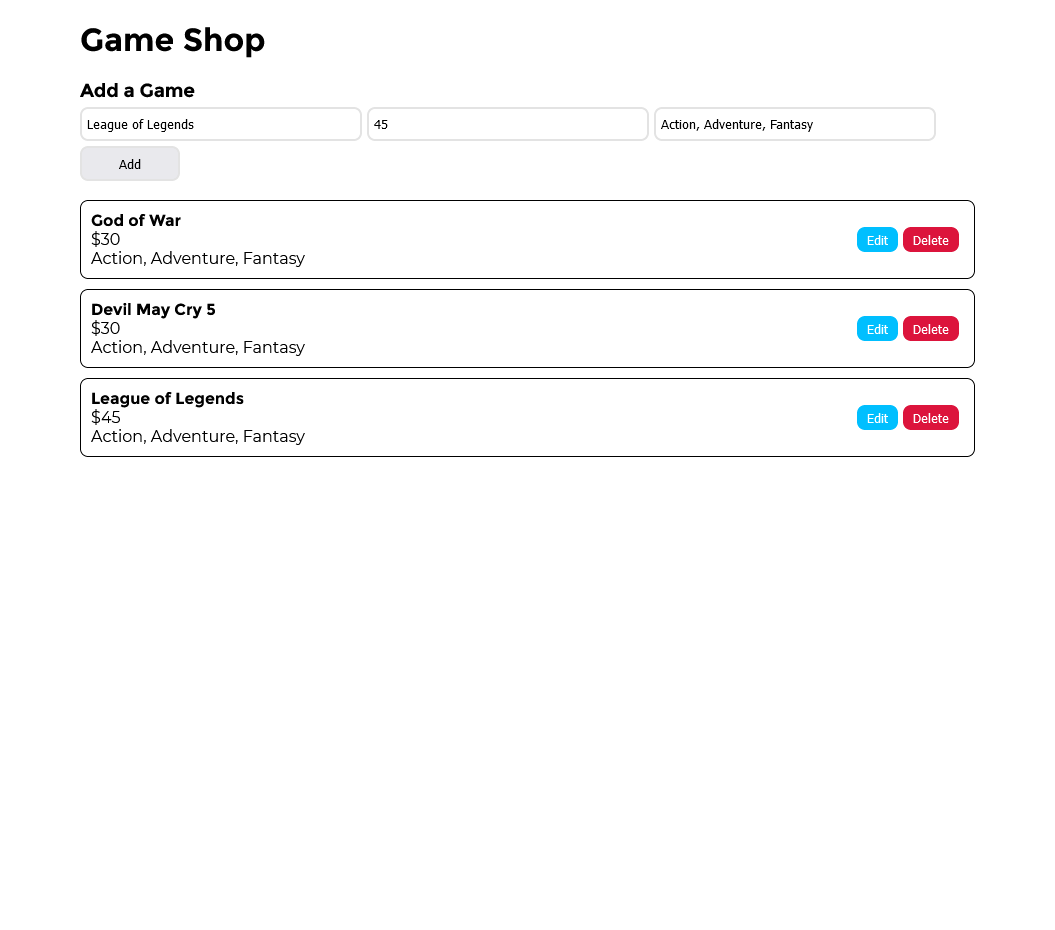 Game Shop
Add a Game
League of Legends 45 Action, Adventure, Fantasy
Add
God of War
$30
Action, Adventure, Fantasy
Edit Delete
Devil May Cry 5
$30
Action, Adventure, Fantasy
Edit Delete
League of Legends
$45
Action, Adventure, Fantasy
Edit Delete